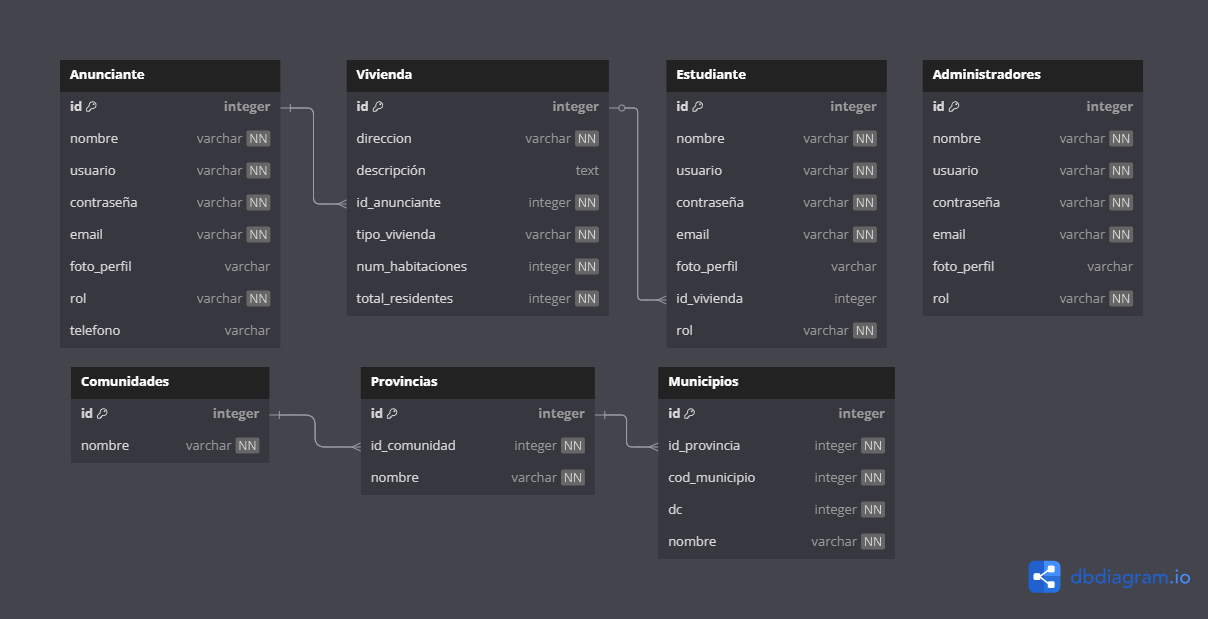 Anunciante
id integer
nombre varchar NN
usuario varchar NN
contraseña varchar NN
email varchar NN
foto_perfil varchar
rol varchar NN
telefono varchar
Vivienda
id integer
direccion varchar NN
descripción text
id_anunciante integer NN
tipo_vivienda varchar NN
num_habitaciones integer NN
total_residentes integer NN
Estudiante
id integer
nombre varchar NN
usuario varchar NN
contraseña varchar NN
email varchar NN
foto_perfil varchar
id_vivienda integer
rol varchar NN
Administradores
id integer
nombre varchar NN
usuario varchar NN
contraseña varchar NN
email varchar NN
foto_perfil varchar
rol varchar NN
Comunidades
id integer
nombre varchar NN
Provincias
id integer
id_comunidad integer NN
nombre varchar NN
Municipios
id integer
id_provincia integer NN
cod_municipio integer NN
dc integer NN
nombre varchar NN
dbdiagram.io